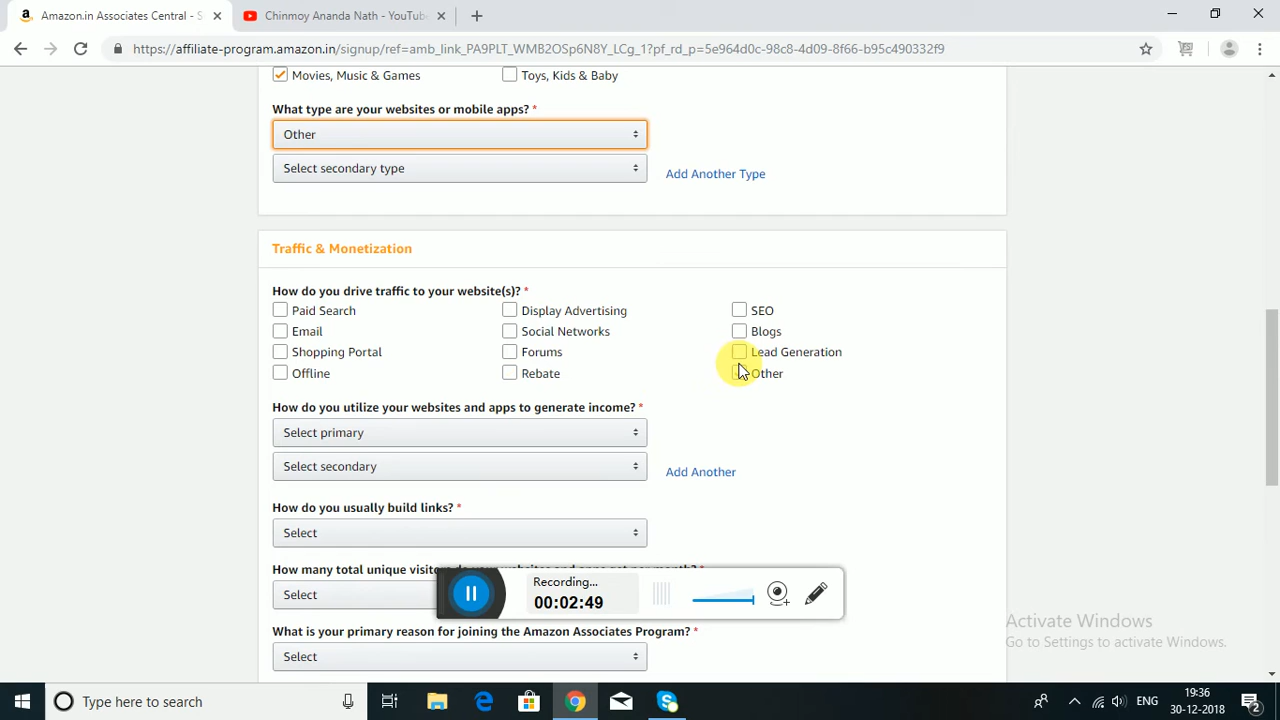 Amazon.in Associates Central - S
Chinmoy Ananda Nath - YouTube
https://affiliate-program.amazon.in/signup/ref=amb_link_PA9PLT_WMB2OSp6N8Y_LCg_1?pf_rd_p=5e964d0c-98c8-4d09-8f66-b95c490332f9
Movies, Music & Games
Toys, Kids & Baby
What type are your websites or mobile apps? *
Other
Select secondary type
Add Another Type
Traffic & Monetization
How do you drive traffic to your website(s)? *
Paid Search
Display Advertising
SEO
Email
Social Networks
Blogs
Shopping Portal
Forums
Lead Generation
Offline
Rebate
Other
How do you utilize your websites and apps to generate income? *
Select primary
Select secondary
Add Another
How do you usually build links? *
Select
How many total unique
Select
Recording...
00:02:49
What is your primary reason for joining the Amazon Associates Program? *
Select
Activate Windows
Go to Settings to activate Windows.
Type here to search
ENG
19:36
30-12-2018
2